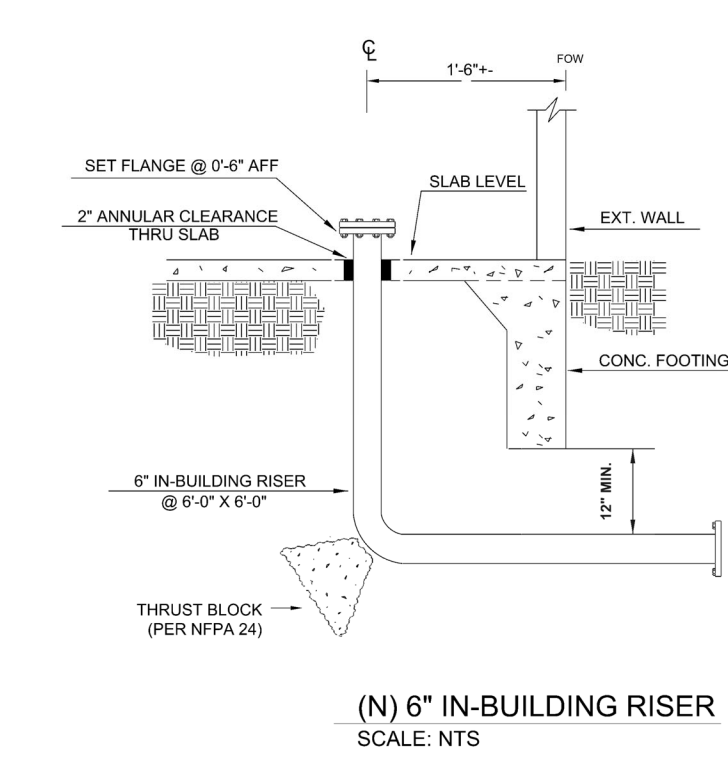 ℄
FOW
1'-6"+-
SET FLANGE @ 0'-6" AFF
SLAB LEVEL
2" ANNULAR CLEARANCE
THRU SLAB
EXT. WALL
CONC. FOOTING
6" IN-BUILDING RISER
@ 6'-0" X 6'-0"
12" MIN.
THRUST BLOCK
(PER NFPA 24)
(N) 6" IN-BUILDING RISER
SCALE: NTS